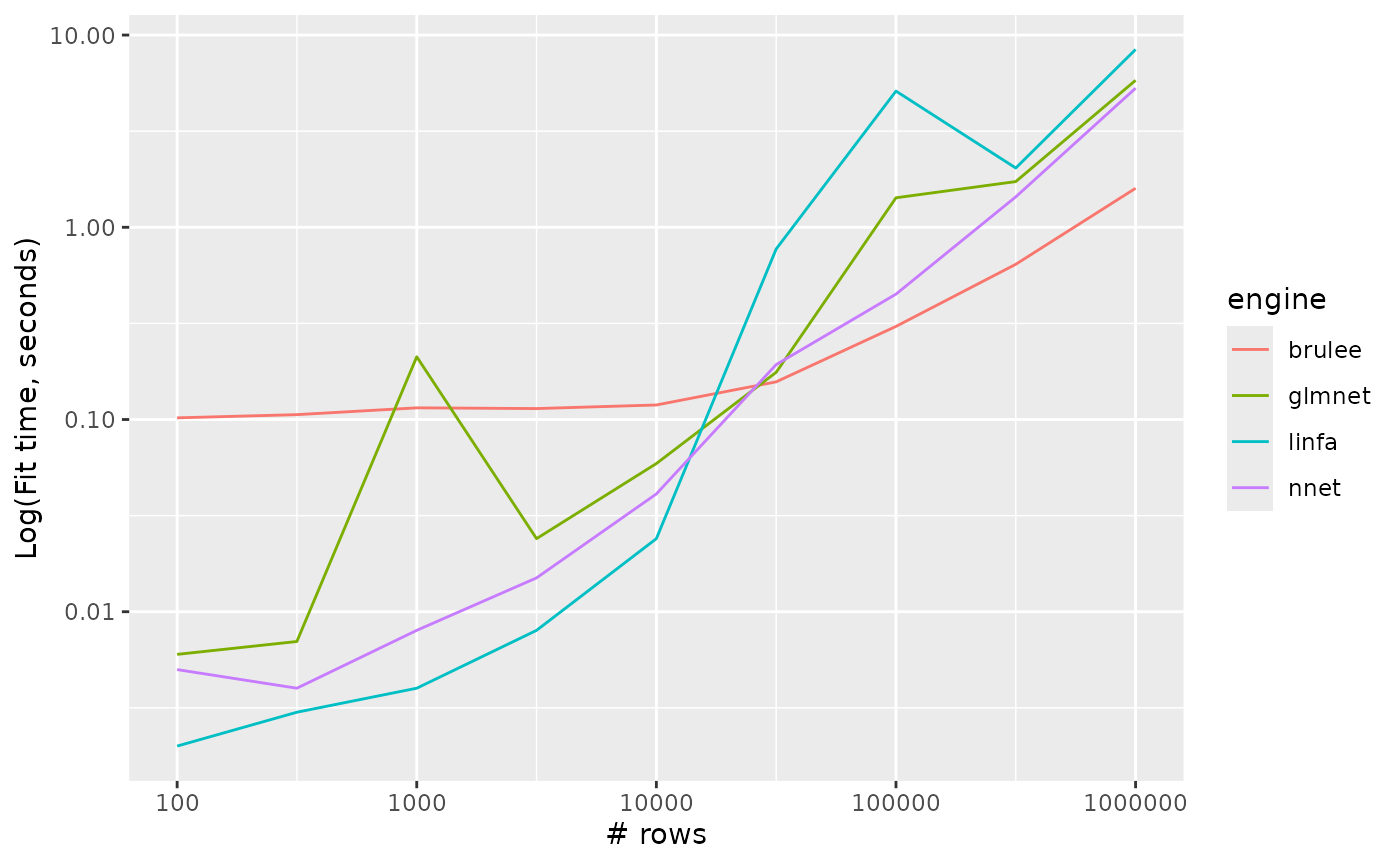 10.00
1.00
0.10
0.01
Log(Fit time, seconds)
100
1000
10000
100000
1000000
# rows
engine
brulee
glmnet
linfa
nnet